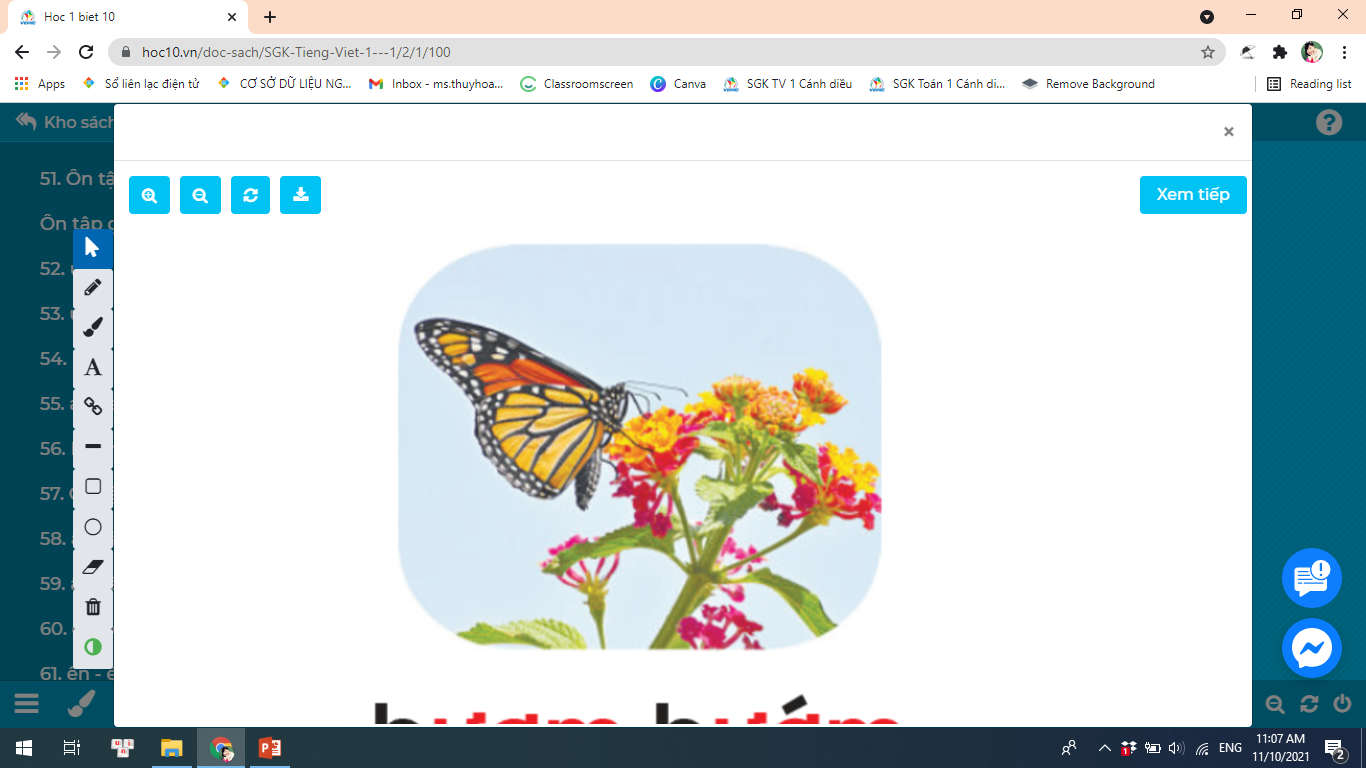 Hoc 1 biet 10
hoc10.vn/doc-sach/SGK-Tieng-Viet-1---1/2/1/100
Apps Sổ liên lạc điện tử CƠ SỞ DỮ LIỆU NG... Inbox - ms.thuyhoa... Classroomscreen Canva SGK TV 1 Cánh diều SGK Toán 1 Cánh di... Remove Background Reading list
Kho sách
Xem tiếp
51. Ôn tậ
Ôn tập
52.
53.
54.
55.
56.
57.
58.
59.
60.
61. ên -
A
ENG
11:07 AM
11/10/2021
2